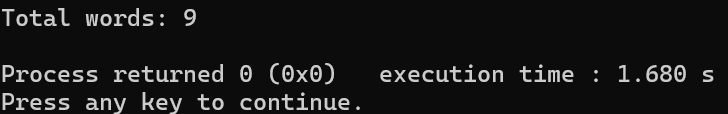 Total words: 9
Process returned 0 (0x0)   execution time : 1.680 s
Press any key to continue.